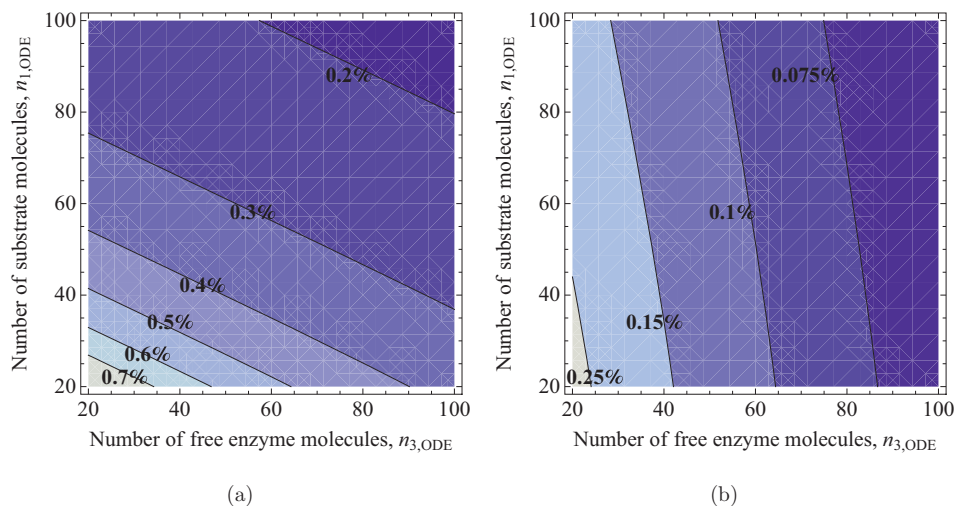 100
80
60
40
20
Number of substrate molecules, n1,ODE
0.2%
0.3%
0.4%
0.5%
0.6%
0.7%
20 40 60 80 100
Number of free enzyme molecules, n3,ODE
(a)
100
80
60
40
20
Number of substrate molecules, n1,ODE
0.075%
0.1%
0.15%
0.25%
20 40 60 80 100
Number of free enzyme molecules, n3,ODE
(b)